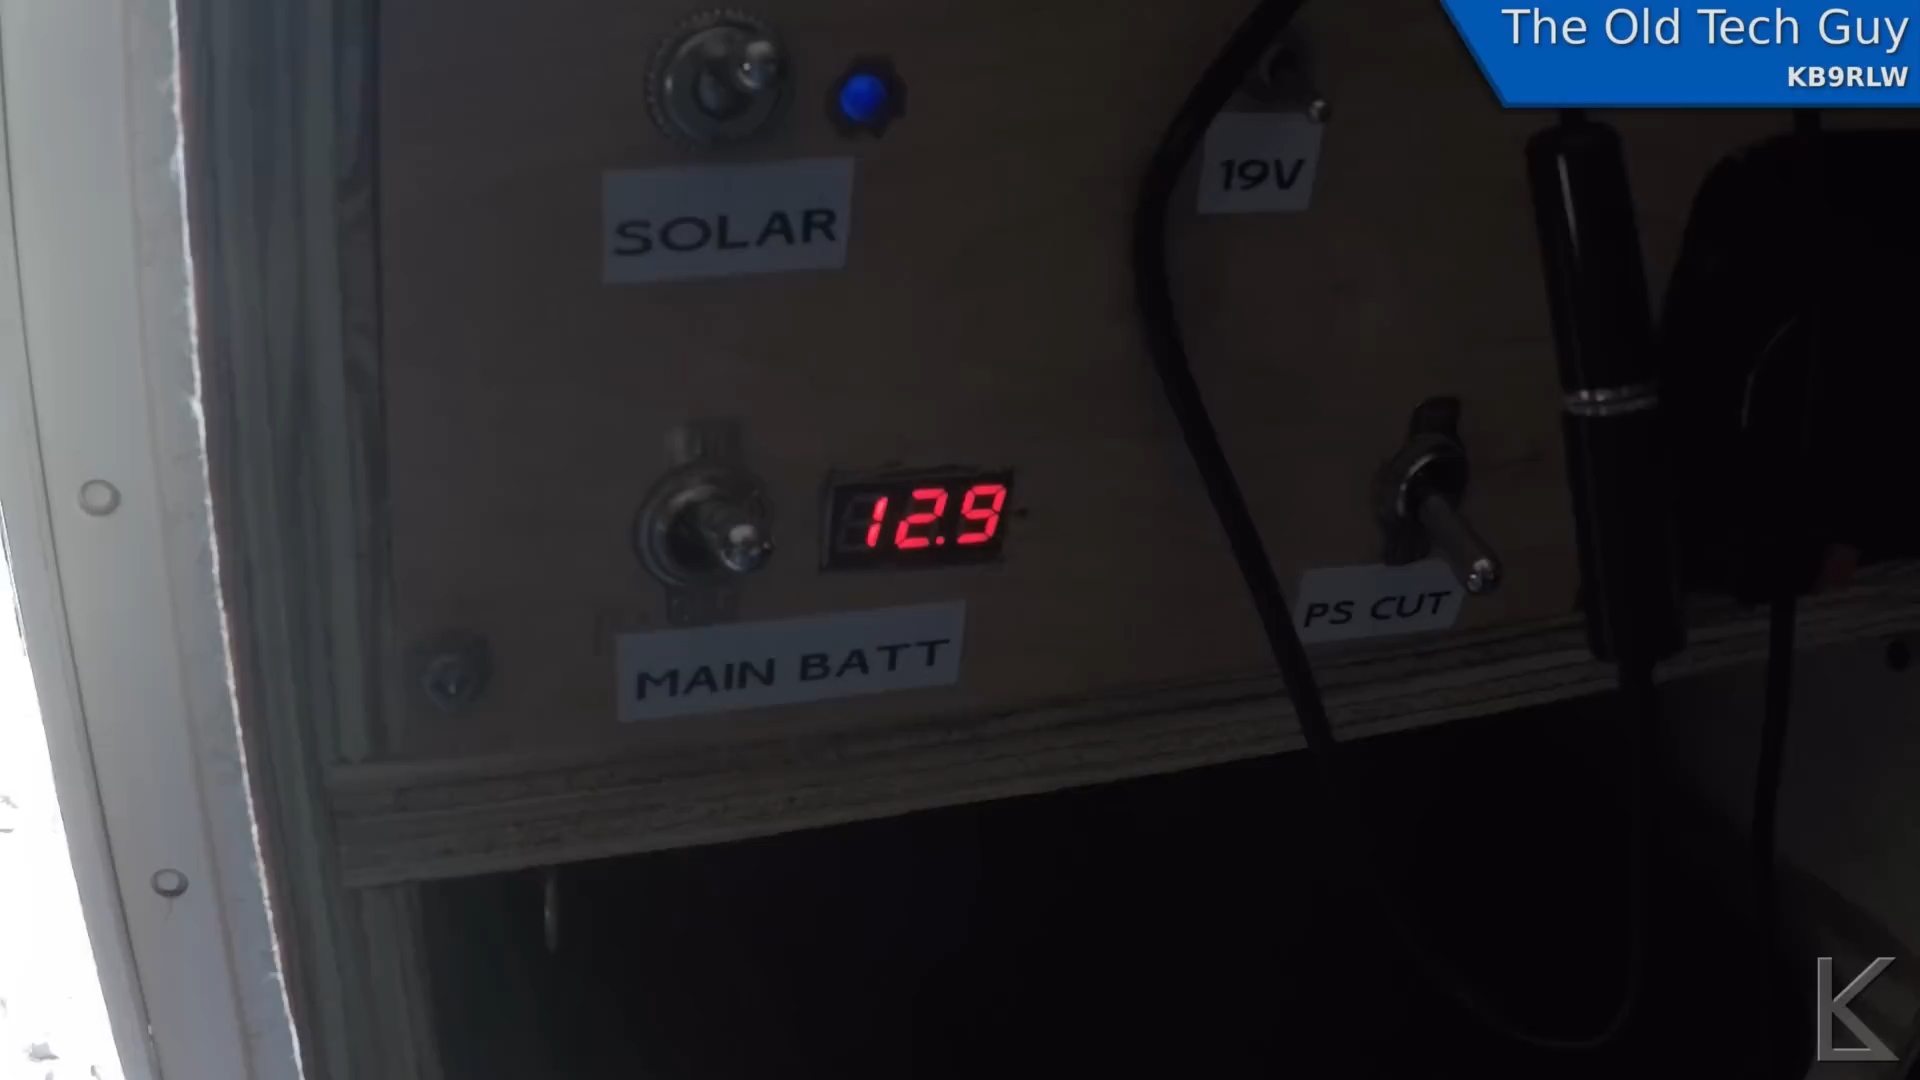 The Old Tech Guy
KB9RLW
19V
SOLAR
12.9
PS CUT
MAIN BATT